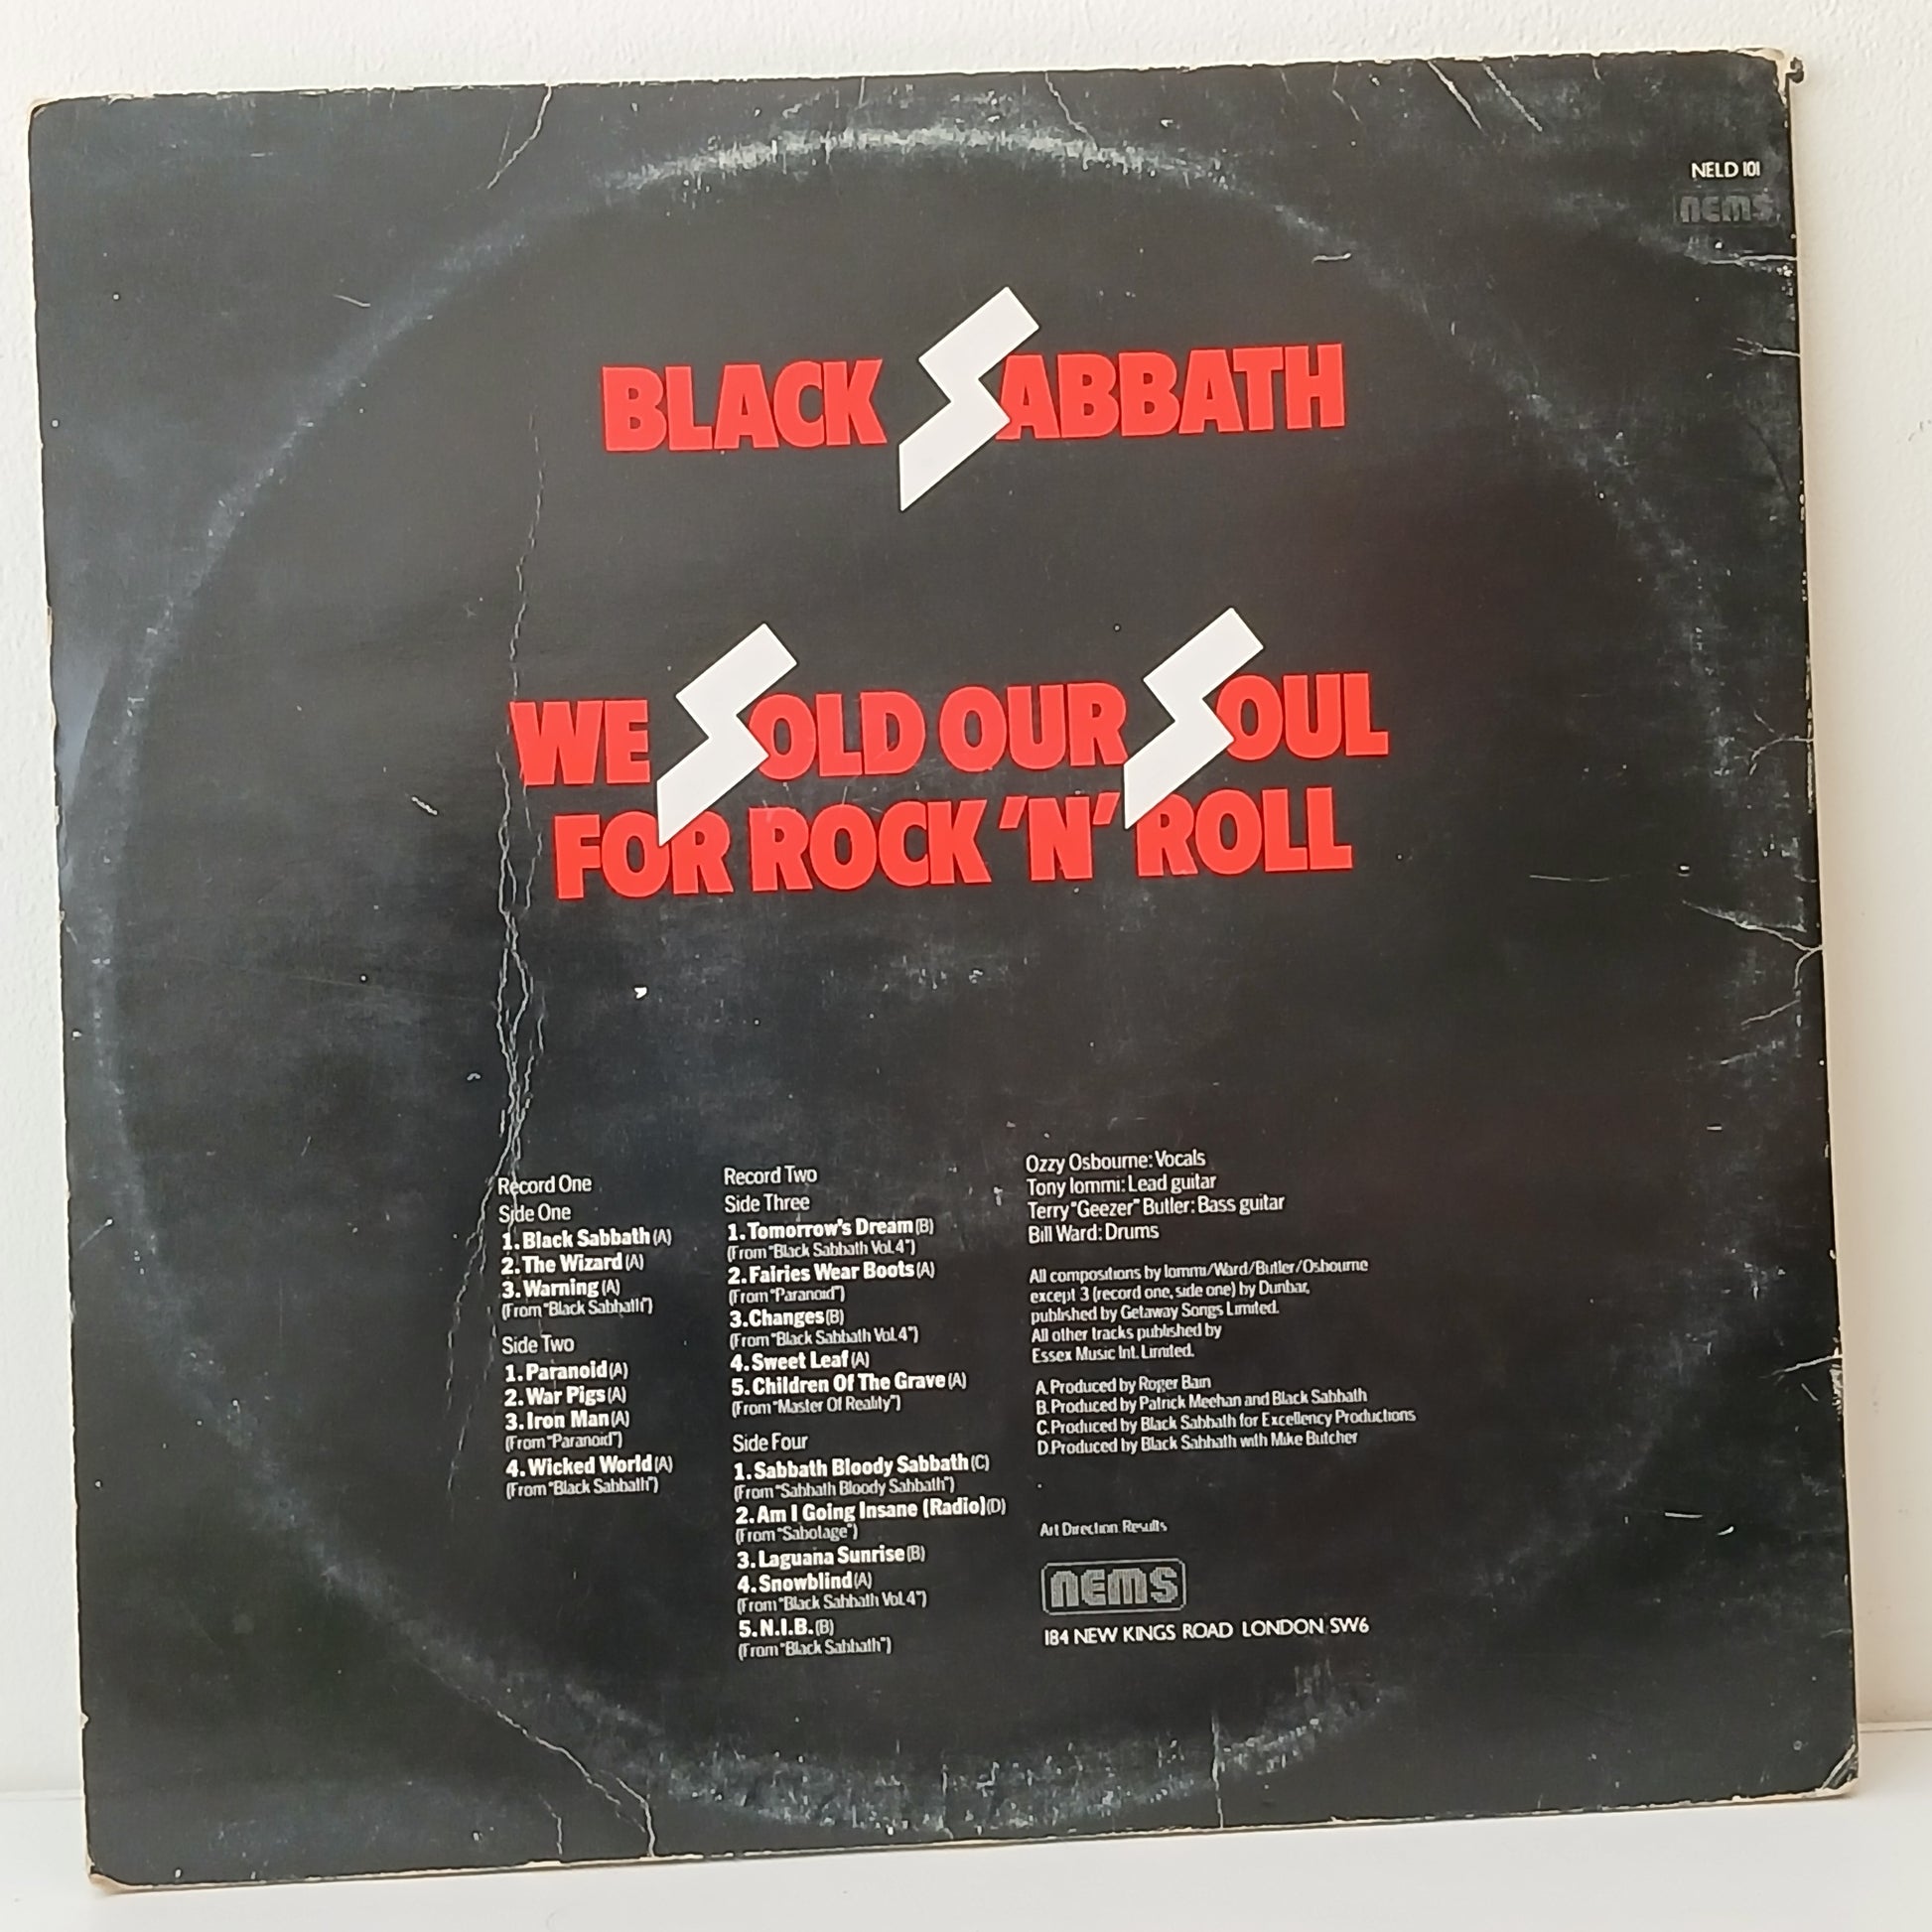 NELD 101
nems
BLACK SABBATH
WE SOLD OUR SOUL
FOR ROCK 'N' ROLL
Record One
Side One
1. Black Sabbath (A)
2. The Wizard (A)
3. Warning (A)
(From "Black Sabbath")
Side Two
1. Paranoid (A)
2. War Pigs (A)
3. Iron Man (A)
(From "Paranoid")
4. Wicked World (A)
(From "Black Sabbath")
Record Two
Side Three
1. Tomorrow's Dream (B)
(From "Black Sabbath Vol. 4")
2. Fairies Wear Boots (A)
(From "Paranoid")
3. Changes (B)
(From "Black Sabbath Vol. 4")
4. Sweet Leaf (A)
5. Children Of The Grave (A)
(From "Master Of Reality")
Side Four
1. Sabbath Bloody Sabbath (C)
(From "Sabbath Bloody Sabbath")
2. Am I Going Insane (Radio) (D)
(From "Sabotage")
3. Laguana Sunrise (B)
4. Snowblind (A)
(From "Black Sabbath Vol. 4")
5. N.I.B. (B)
(From "Black Sabbath")
Ozzy Osbourne: Vocals
Tony Iommi: Lead guitar
Terry "Geezer" Butler: Bass guitar
Bill Ward: Drums
All compositions by Iommi/Ward/Butler/Osbourne
except 3 (record one, side one) by Dunbar,
published by Getaway Songs Limited.
All other tracks published by
Essex Music Int. Limited.
A. Produced by Roger Bain
B. Produced by Patrick Meehan and Black Sabbath
C. Produced by Black Sabbath for Excellency Productions
D. Produced by Black Sabbath with Mike Butcher
Art Direction Results
nems
184 NEW KINGS ROAD LONDON SW6